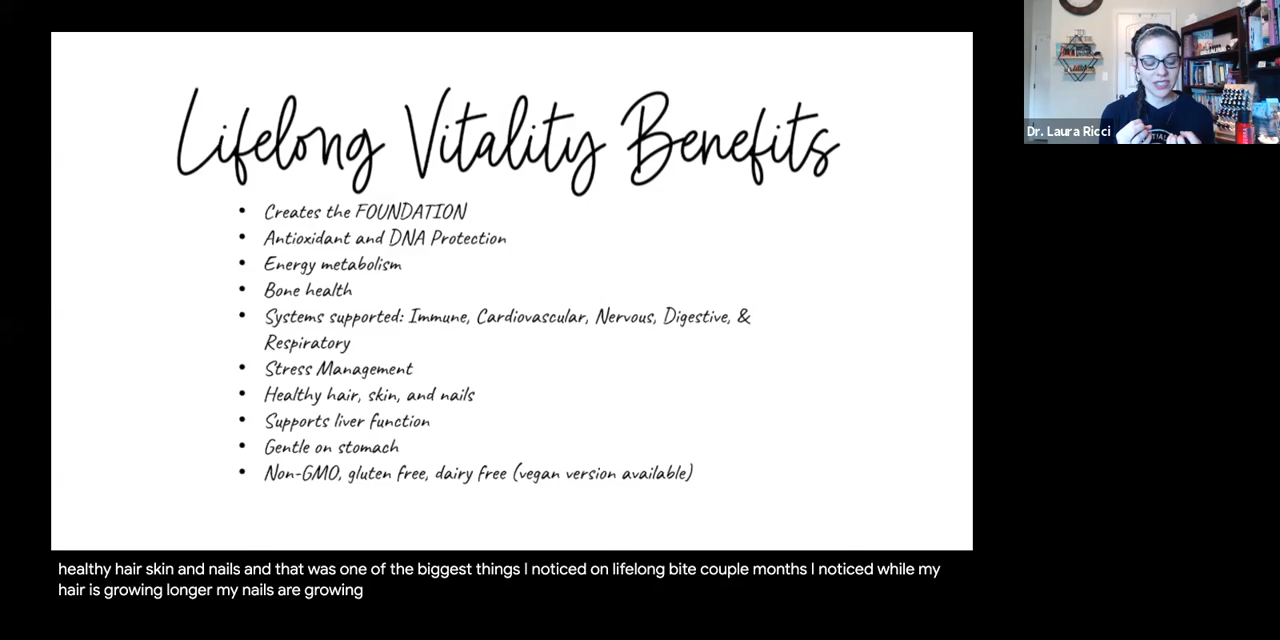 Lifelong Vitality Benefits
• Creates the FOUNDATION
• Antioxidant and DNA Protection
• Energy metabolism
• Bone health
• Systems supported: Immune, Cardiovascular, Nervous, Digestive, &
Respiratory
• Stress Management
• Healthy hair, skin, and nails
• Supports liver function
• Gentle on stomach
• Non-GMO, gluten free, dairy free (vegan version available)
Dr. Laura Ricci
healthy hair skin and nails and that was one of the biggest things I noticed on lifelong bite couple months I noticed while my
hair is growing longer my nails are growing